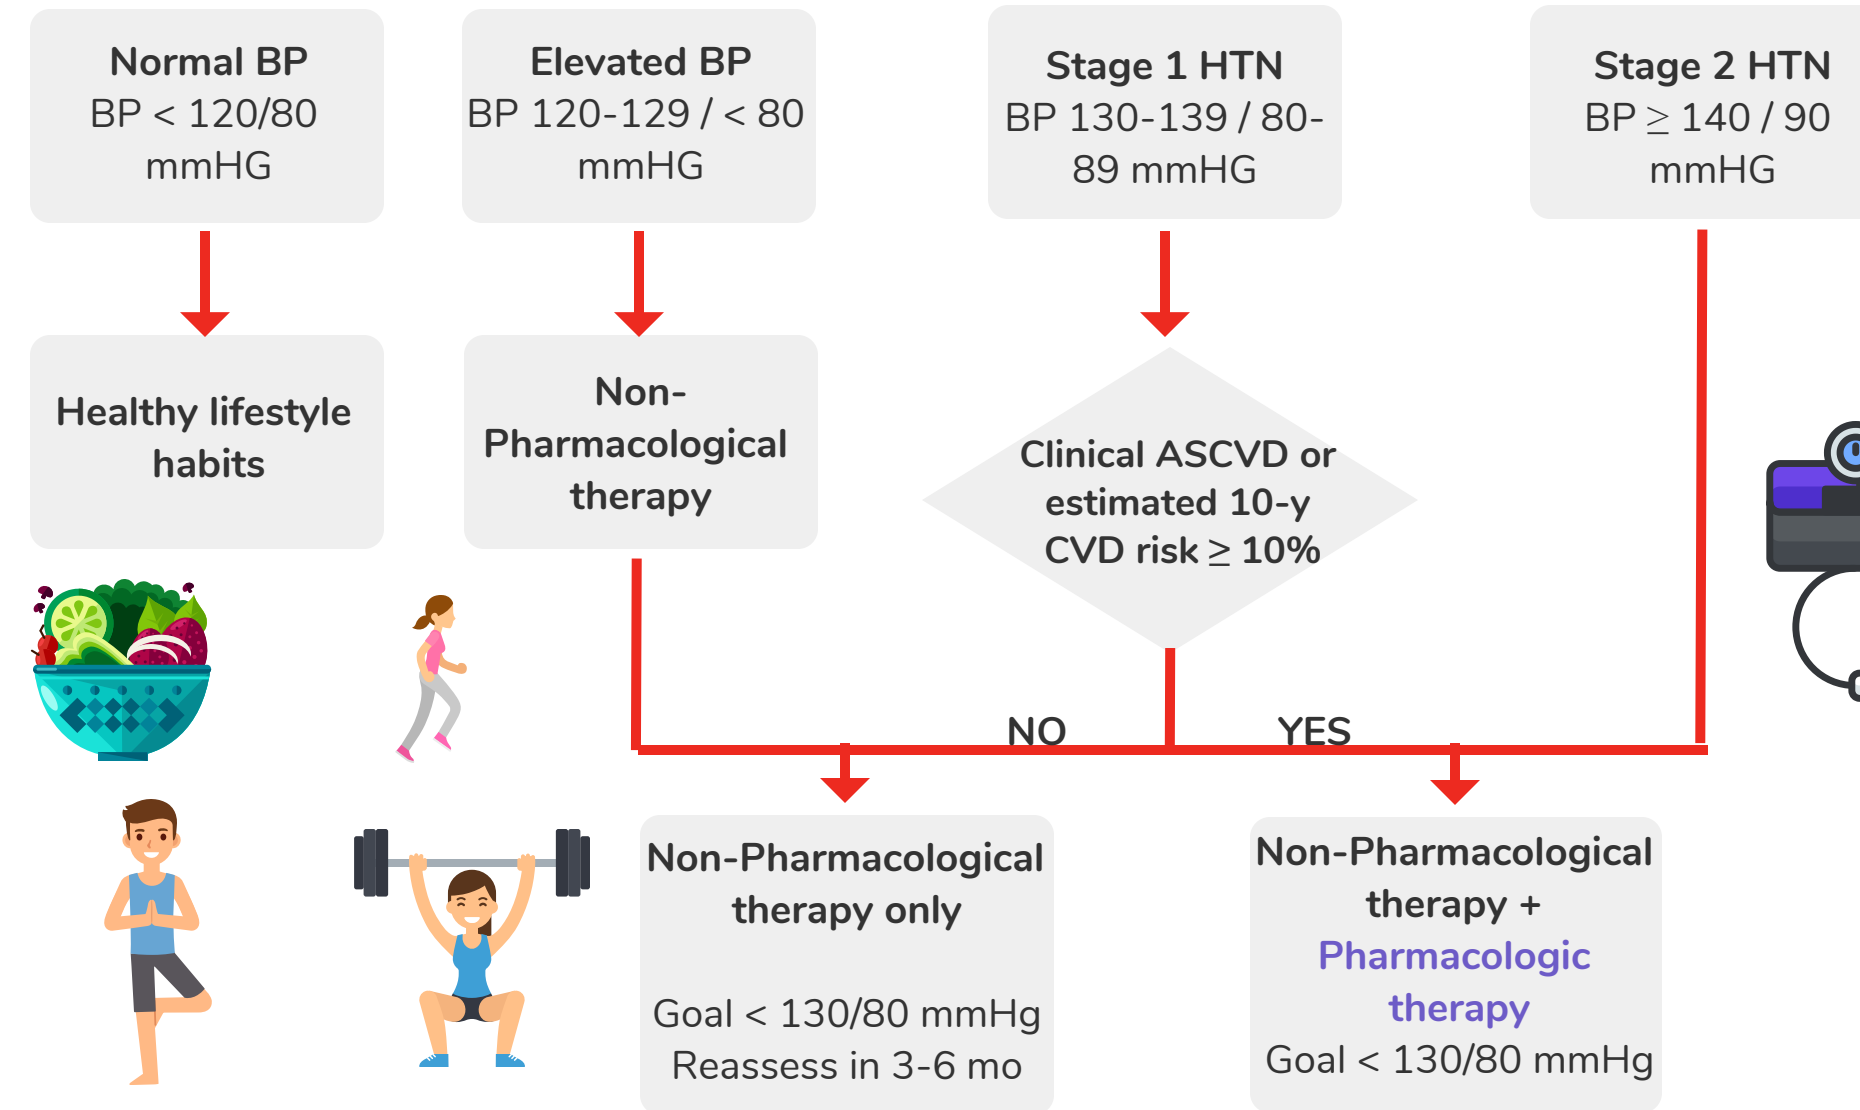 Normal BP
BP < 120/80
mmHG
Elevated BP
BP 120-129 / < 80
mmHG
Stage 1 HTN
BP 130-139 / 80-
89 mmHG
Stage 2 HTN
BP ≥ 140 / 90
mmHG
Healthy lifestyle
habits
Non-
Pharmacological
therapy
Clinical ASCVD or
estimated 10-y
CVD risk ≥ 10%
NO
YES
Non-Pharmacological
therapy only
Goal < 130/80 mmHg
Reassess in 3-6 mo
Non-Pharmacological
therapy +
Pharmacologic
therapy
Goal < 130/80 mmHg